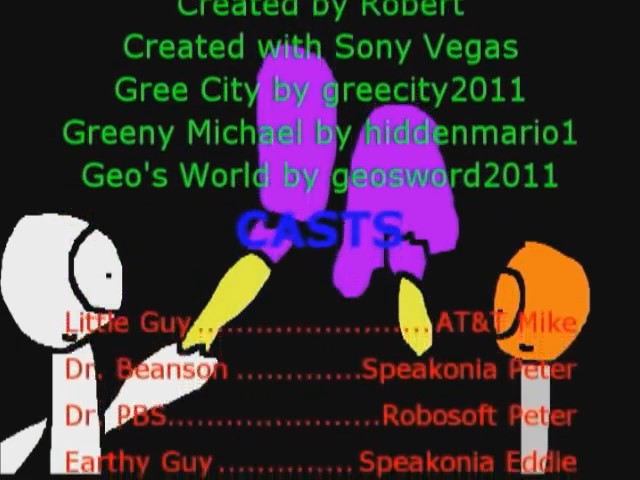 Created by Robert
Created with Sony Vegas
Gree City by greecity2011
Greeny Michael by hiddenmario1
Geo's World by geosword2011
CASTS
Little Guy.......................AT&T Mike
Dr. Beanson .............Speakonia Peter
Dr. PBS......................Robosoft Peter
Earthy Guy.............. Speakonia Eddie